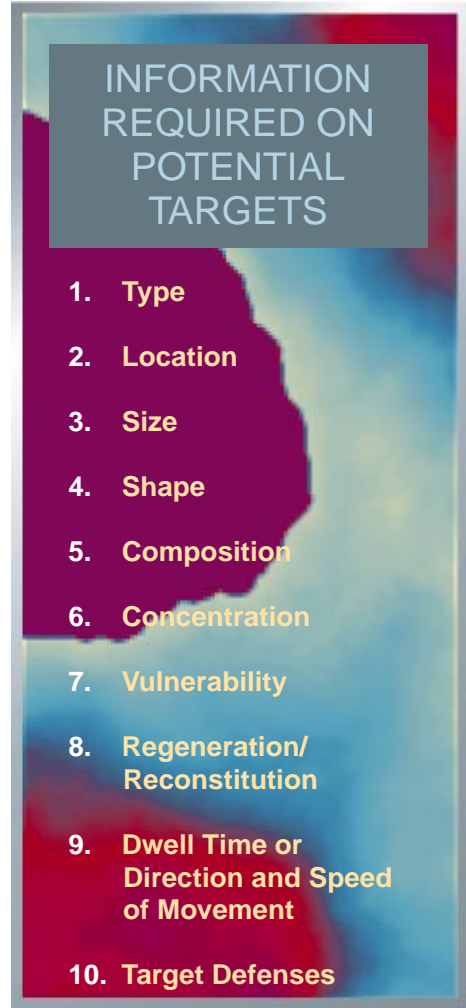 INFORMATION
REQUIRED ON
POTENTIAL
TARGETS
1. Type
2. Location
3. Size
4. Shape
5. Composition
6. Concentration
7. Vulnerability
8. Regeneration/
Reconstitution
9. Dwell Time or
Direction and Speed
of Movement
10. Target Defenses